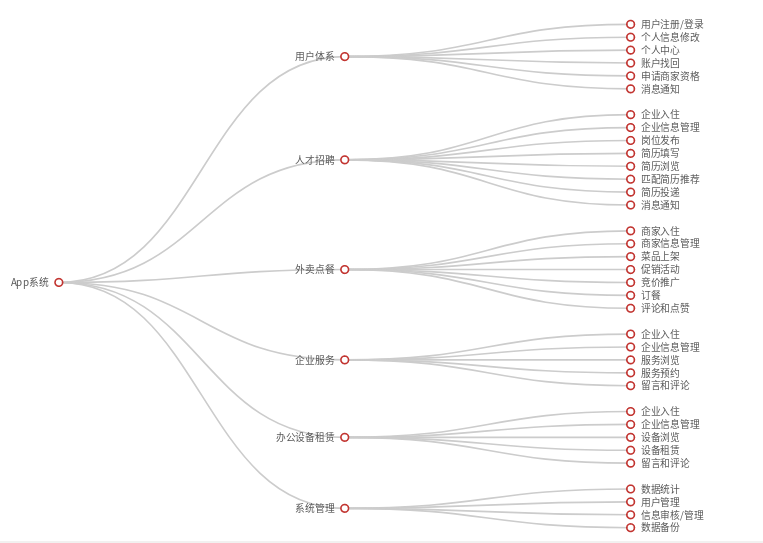 App系统
用户体系
用户注册/登录
个人信息修改
个人中心
账户找回
申请商家资格
消息通知
人才招聘
企业入住
企业信息管理
岗位发布
简历填写
简历浏览
匹配简历推荐
简历投递
消息通知
外卖点餐
商家入住
商家信息管理
菜品上架
促销活动
竞价推广
订餐
评论和点赞
企业服务
企业入住
企业信息管理
服务浏览
服务预约
留言和评论
办公设备租赁
企业入住
企业信息管理
设备浏览
设备租赁
留言和评论
系统管理
数据统计
用户管理
信息审核/管理
数据备份